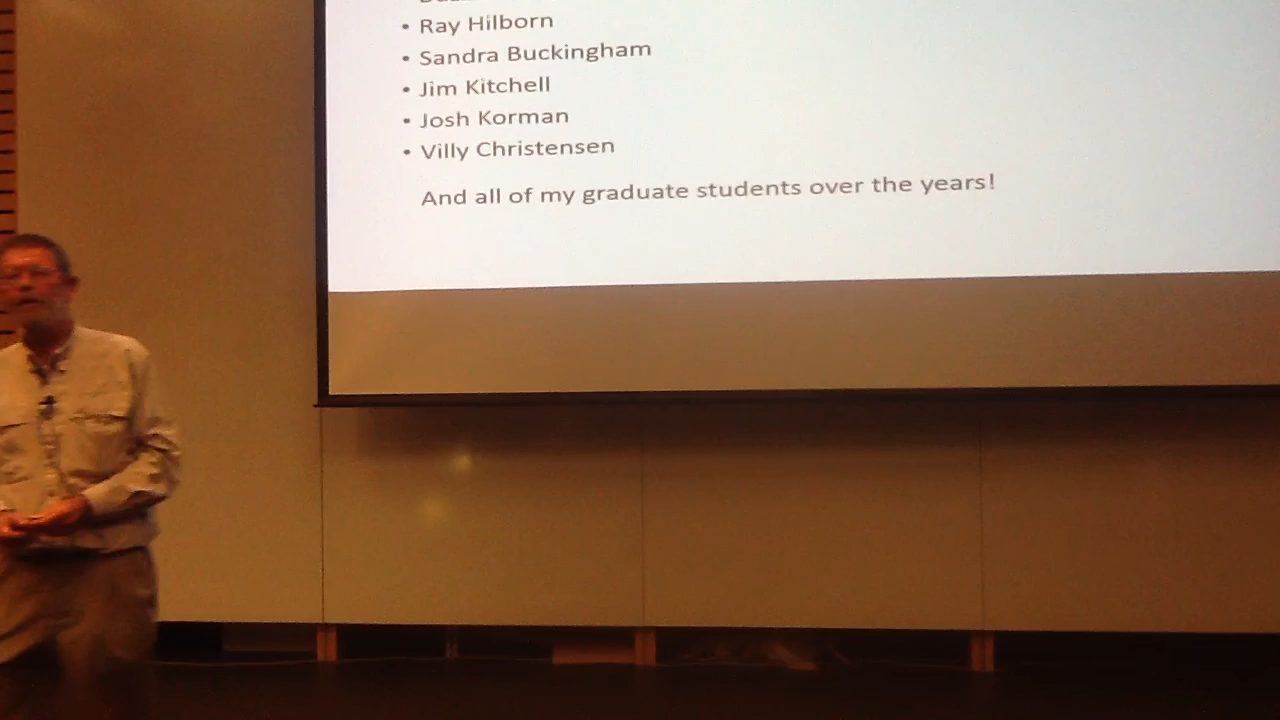 • Ray Hilborn
• Sandra Buckingham
• Jim Kitchell
• Josh Korman
• Villy Christensen
And all of my graduate students over the years!